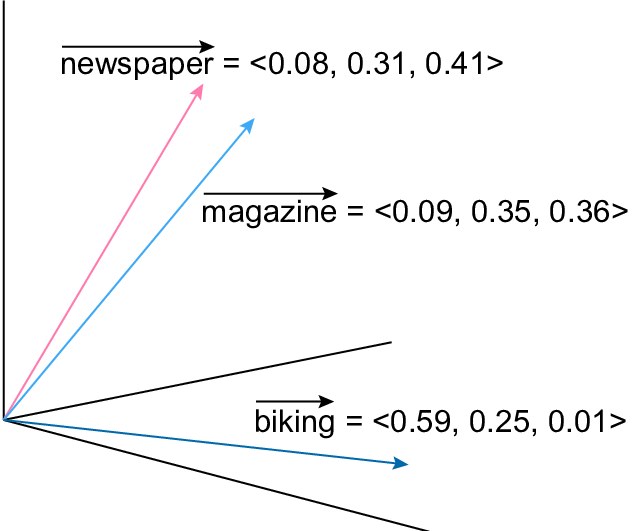 newspaper = <0.08, 0.31, 0.41>
magazine = <0.09, 0.35, 0.36>
biking = <0.59, 0.25, 0.01>